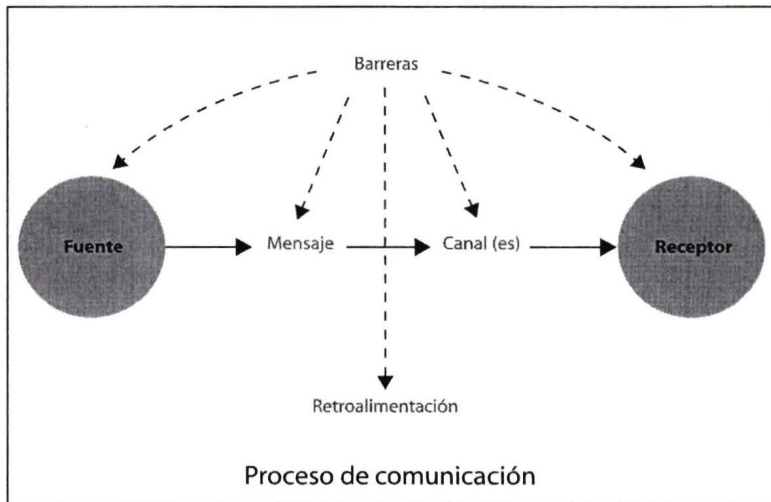 Barreras
Fuente
Mensaje
Canal (es)
Receptor
Retroalimentación
Proceso de comunicación